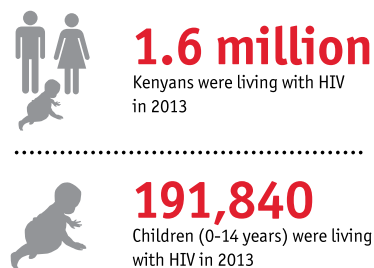 1.6 million
Kenyans were living with HIV
in 2013
191,840
Children (0-14 years) were living
with HIV in 2013